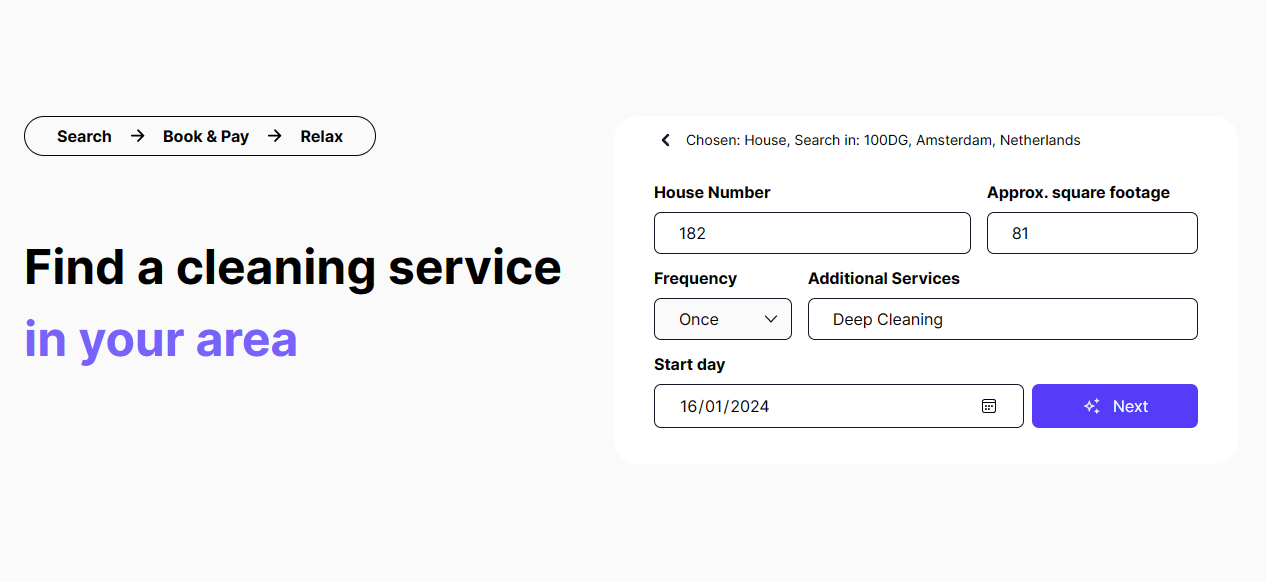 Search → Book & Pay → Relax
Find a cleaning service
in your area
Chosen: House, Search in: 100DG, Amsterdam, Netherlands
House Number
Approx. square footage
182
81
Frequency
Additional Services
Once
Deep Cleaning
Start day
16/01/2024
Next